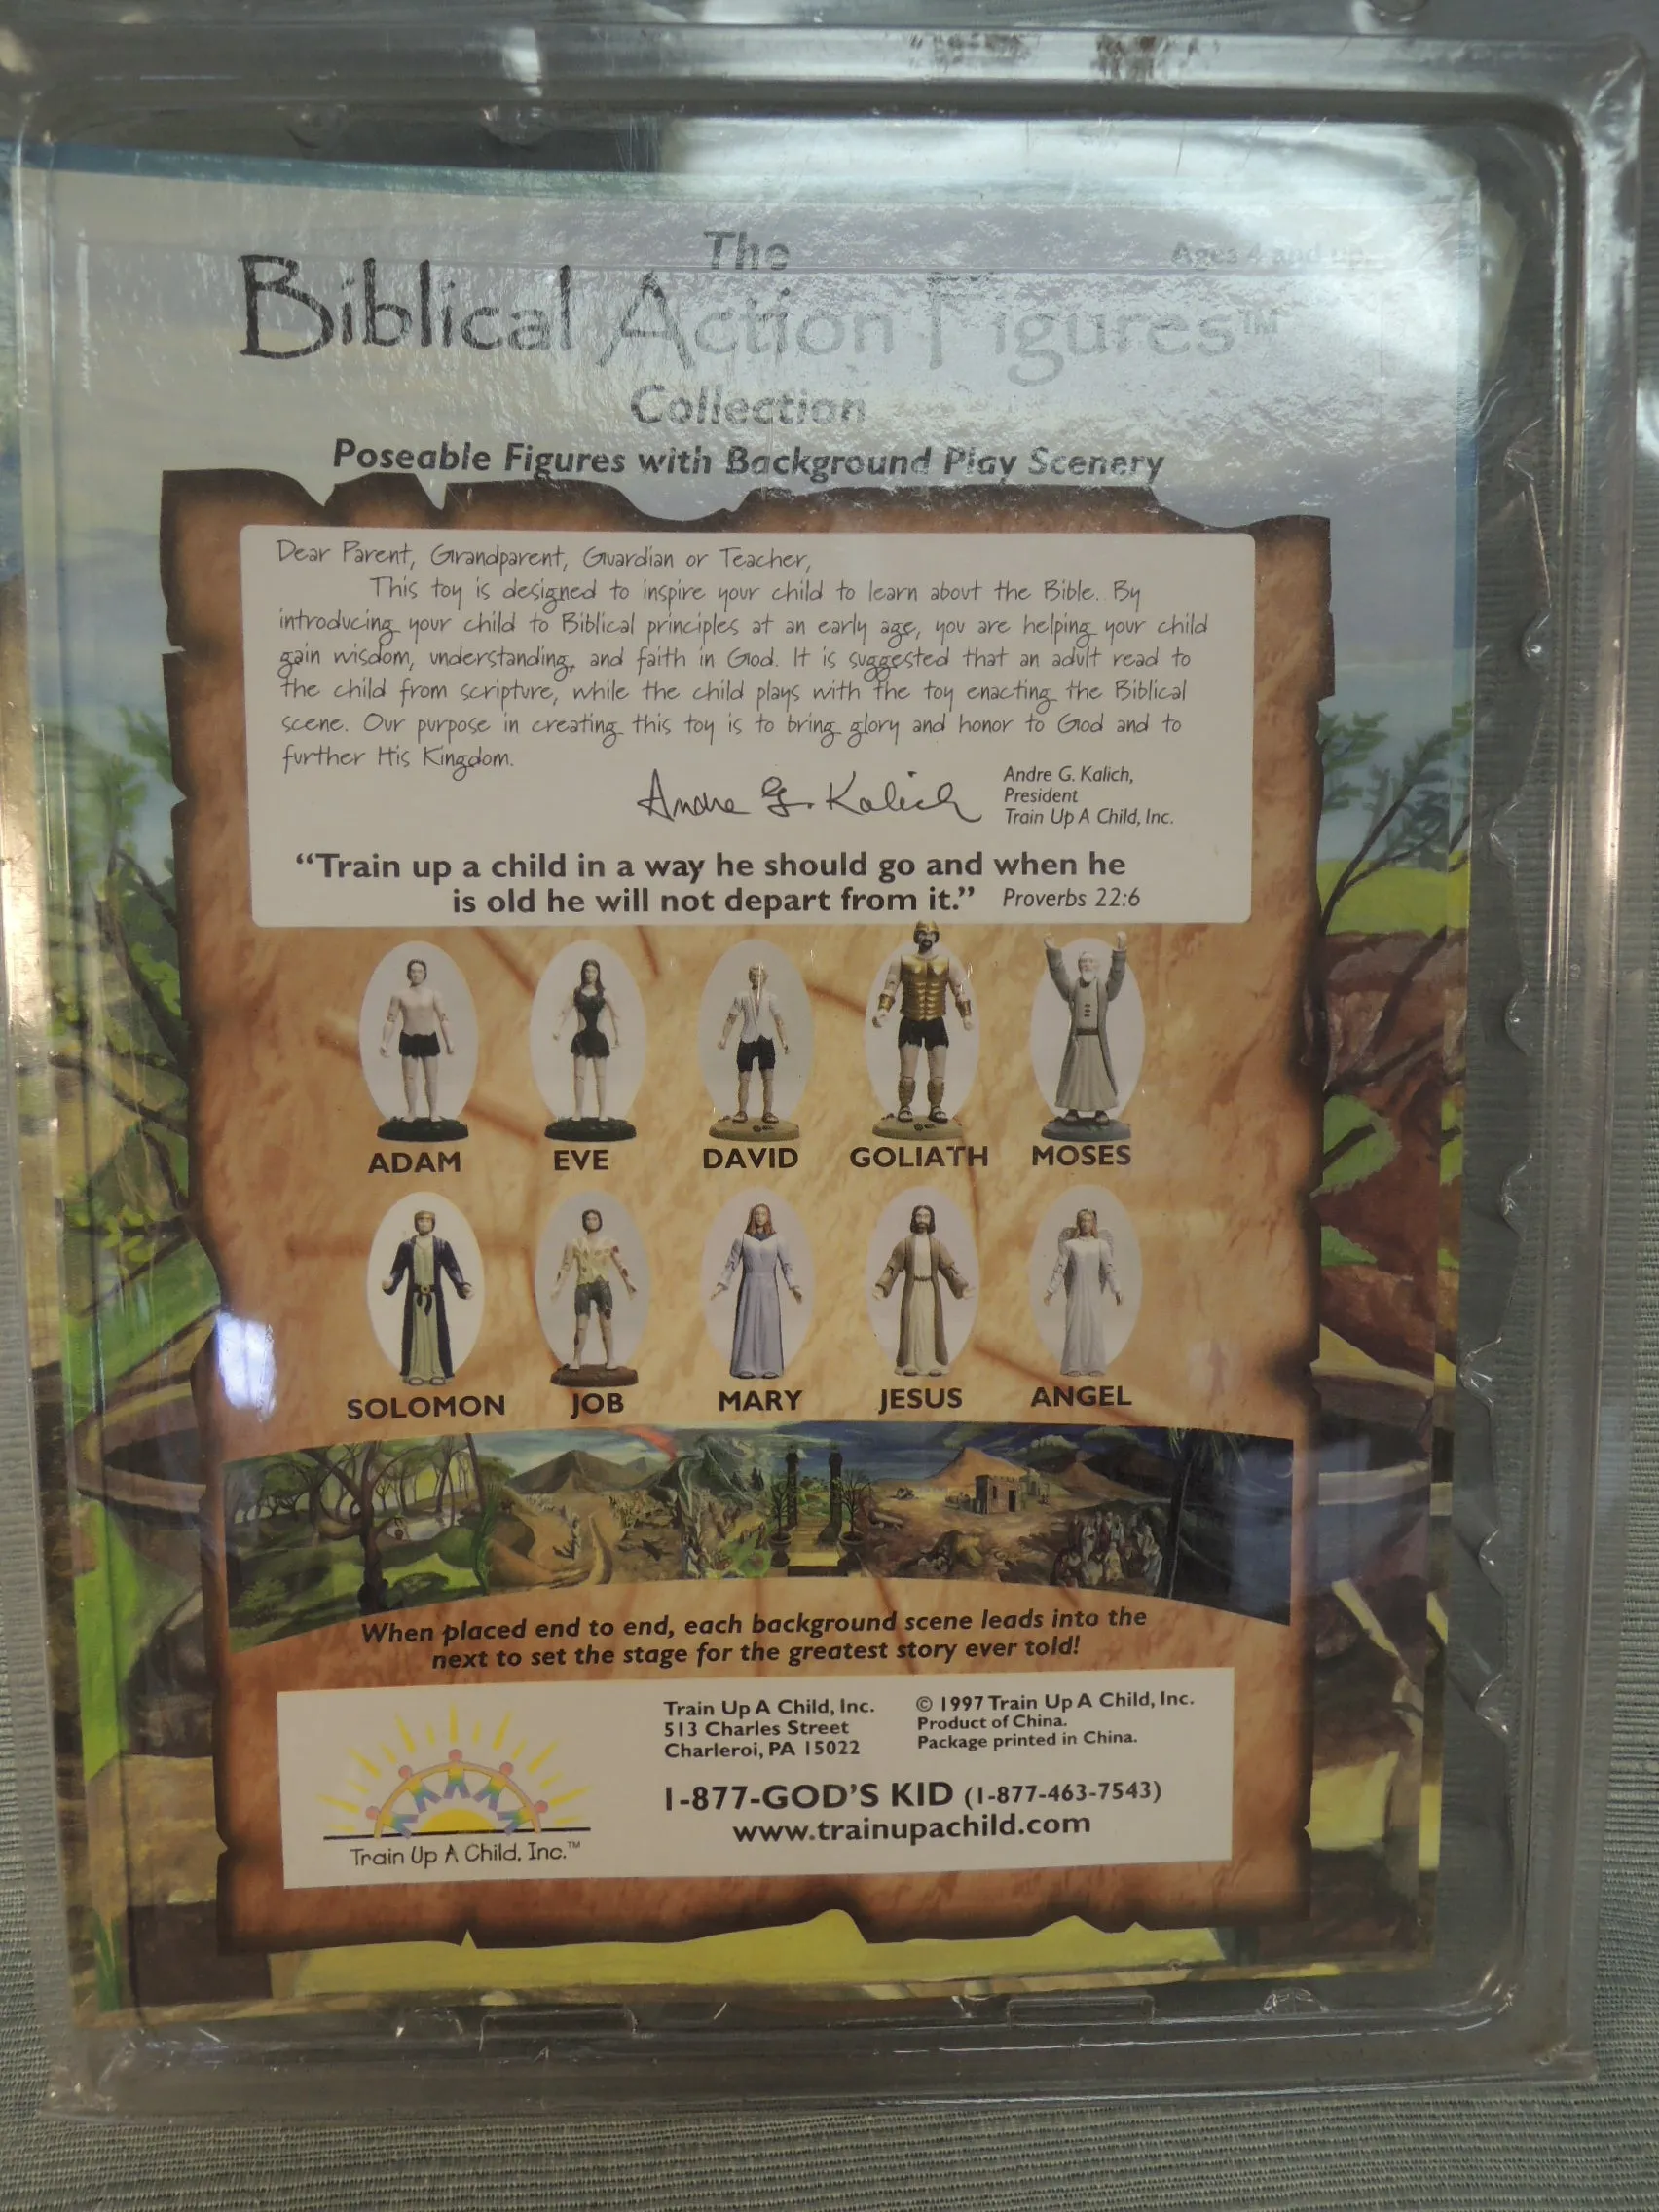 The
Ages 4 and up
Biblical Action Figures™
Collection
Poseable Figures with Background Play Scenery
Dear Parent, Grandparent, Guardian or Teacher,
This toy is designed to inspire your child to learn about the Bible. By
introducing your child to Biblical principles at an early age, you are helping your child
gain wisdom, understanding, and faith in God. It is suggested that an adult read to
the child from scripture, while the child plays with the toy enacting the Biblical
scene. Our purpose in creating this toy is to bring glory and honor to God and to
further His Kingdom.
Andre G. Kalich
Andre G. Kalich,
President
Train Up A Child, Inc.
“Train up a child in a way he should go and when he
is old he will not depart from it.” Proverbs 22:6
ADAM EVE DAVID GOLIATH MOSES
SOLOMON JOB MARY JESUS ANGEL
When placed end to end, each background scene leads into the
next to set the stage for the greatest story ever told!
Train Up A Child, Inc.
513 Charles Street
Charleroi, PA 15022
© 1997 Train Up A Child, Inc.
Product of China.
Package printed in China.
1-877-GOD'S KID (1-877-463-7543)
www.trainupachild.com
Train Up A Child, Inc.™